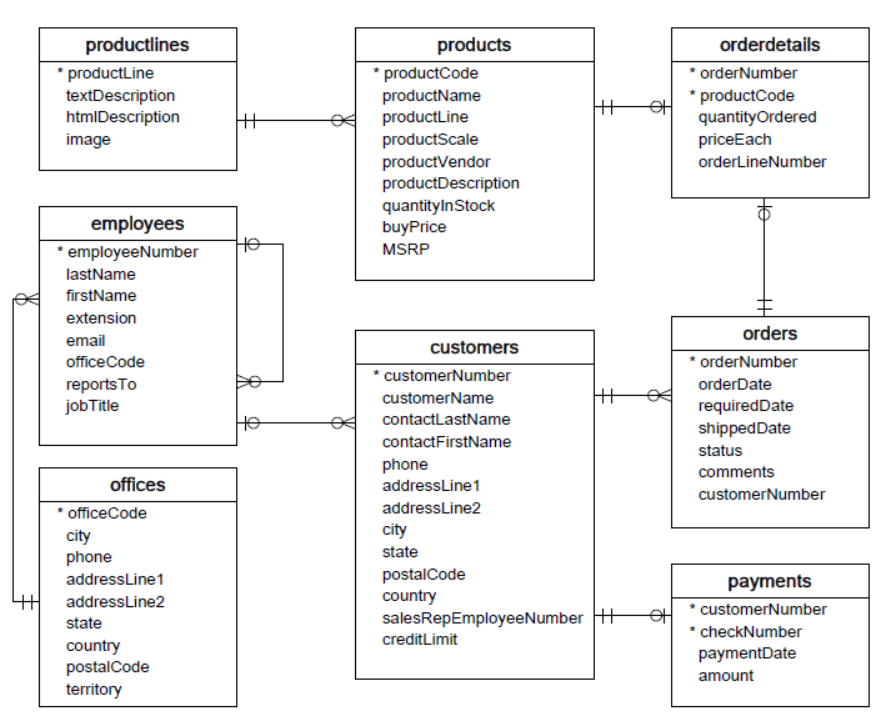 productlines
* productLine
textDescription
htmlDescription
image
products
* productCode
productName
productLine
productScale
productVendor
productDescription
quantityInStock
buyPrice
MSRP
orderdetails
* orderNumber
* productCode
quantityOrdered
priceEach
orderLineNumber
employees
* employeeNumber
lastName
firstName
extension
email
officeCode
reportsTo
jobTitle
customers
* customerNumber
customerName
contactLastName
contactFirstName
phone
addressLine1
addressLine2
city
state
postalCode
country
salesRepEmployeeNumber
creditLimit
orders
* orderNumber
orderDate
requiredDate
shippedDate
status
comments
customerNumber
offices
* officeCode
city
phone
addressLine1
addressLine2
state
country
postalCode
territory
payments
* customerNumber
* checkNumber
paymentDate
amount